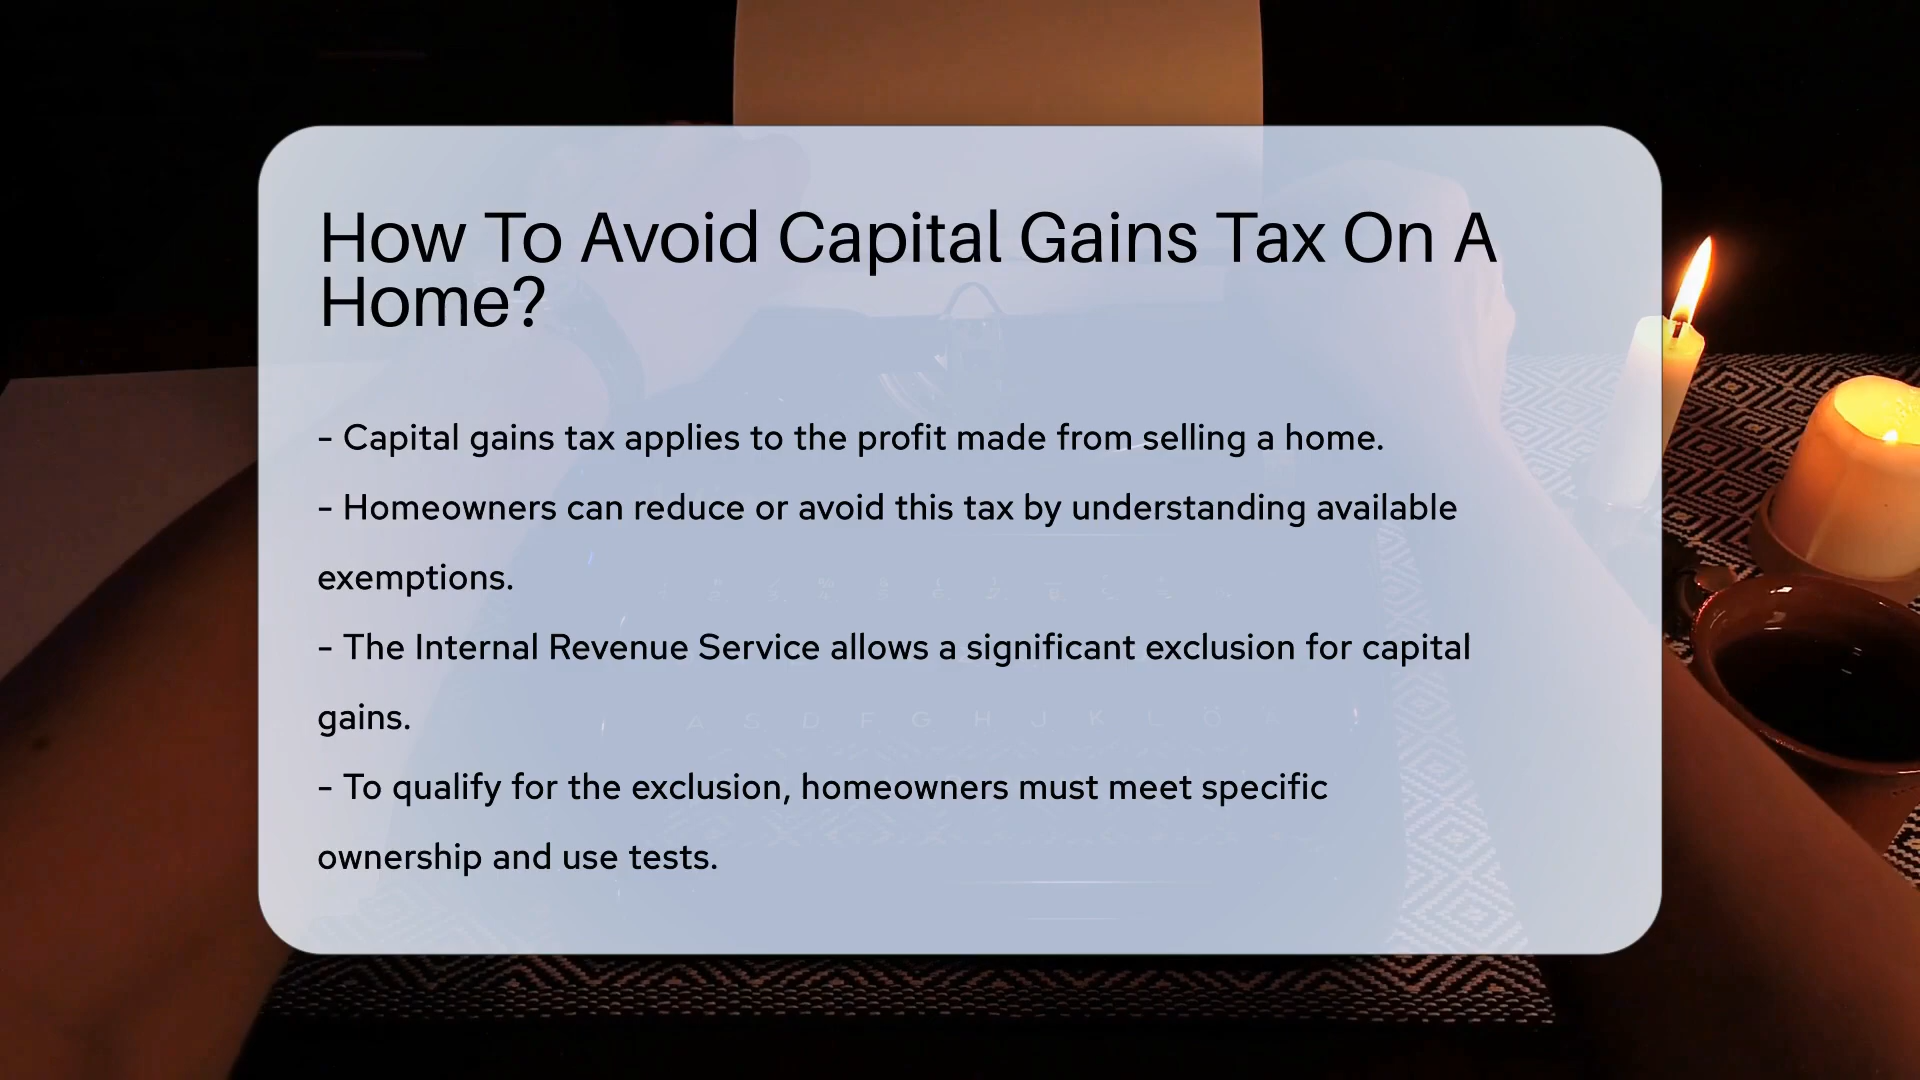 How To Avoid Capital Gains Tax On A
Home?
- Capital gains tax applies to the profit made from selling a home.
- Homeowners can reduce or avoid this tax by understanding available
exemptions.
- The Internal Revenue Service allows a significant exclusion for capital
gains.
- To qualify for the exclusion, homeowners must meet specific
ownership and use tests.
A S D F G H J K L Ö